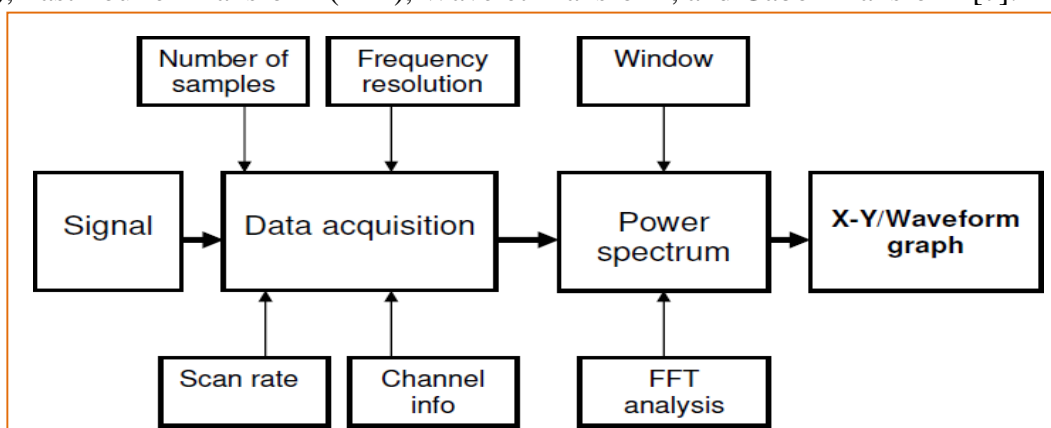 Number of
samples
Frequency
resolution
Window
Signal
Data acquisition
Power
spectrum
X-Y/Waveform
graph
Scan rate
Channel
info
FFT
analysis